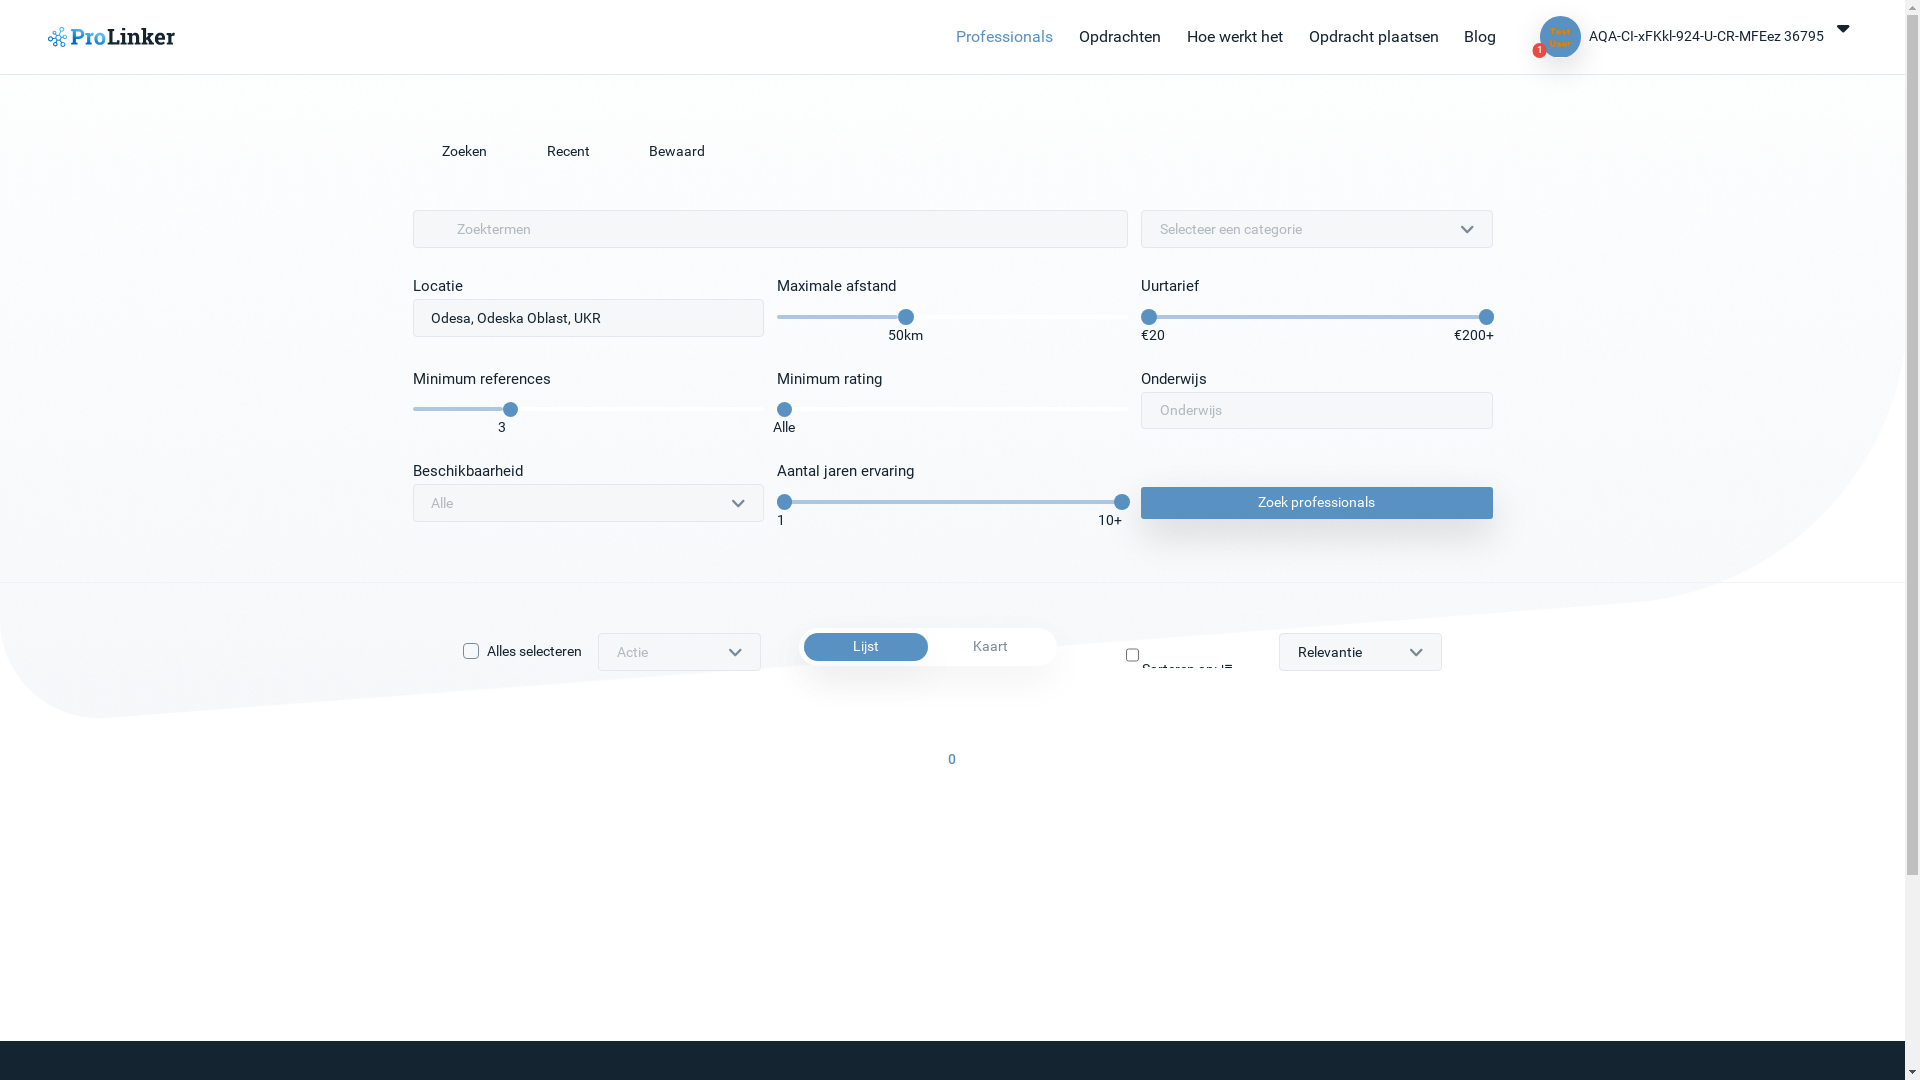 ProLinker
Professionals
Opdrachten
Hoe werkt het
Opdracht plaatsen
Blog
Test User
1
AQA-CI-xFKkl-924-U-CR-MFEez 36795
Zoeken
Recent
Bewaard
Zoektermen
Selecteer een categorie
Locatie
Odesa, Odeska Oblast, UKR
Maximale afstand
50km
Uurtarief
€20
€200+
Minimum references
3
Minimum rating
Alle
Onderwijs
Onderwijs
Beschikbaarheid
Alle
Aantal jaren ervaring
1
10+
Zoek professionals
Alles selecteren
Actie
Lijst
Kaart
Sorteren op:
Relevantie
0